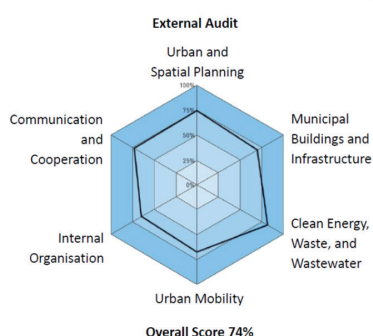 External Audit
Urban and
Spatial Planning
100%
75%
50%
25%
0%
Communication
and
Cooperation
Municipal
Buildings and
Infrastructure
Internal
Organisation
Clean Energy,
Waste, and
Wastewater
Urban Mobility
Overall Score 74%